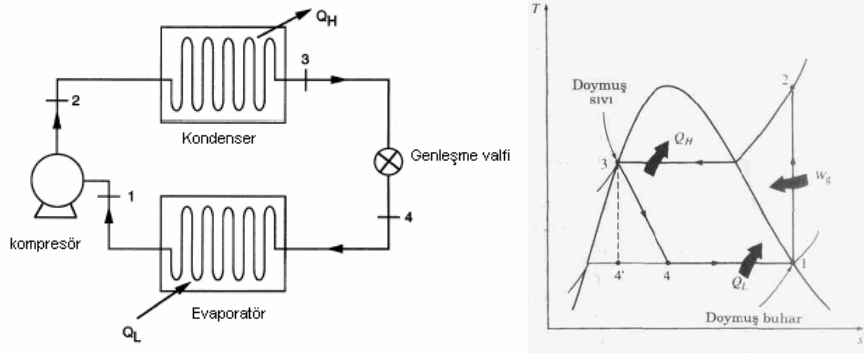 QH
3
2
Kondenser
Genleşme valfi
1
4
kompresör
Evaporatör
QL
T
2
Doymuş
sıvı
QH
3
wg
4'
4
QL
1
Doymuş buhar
s